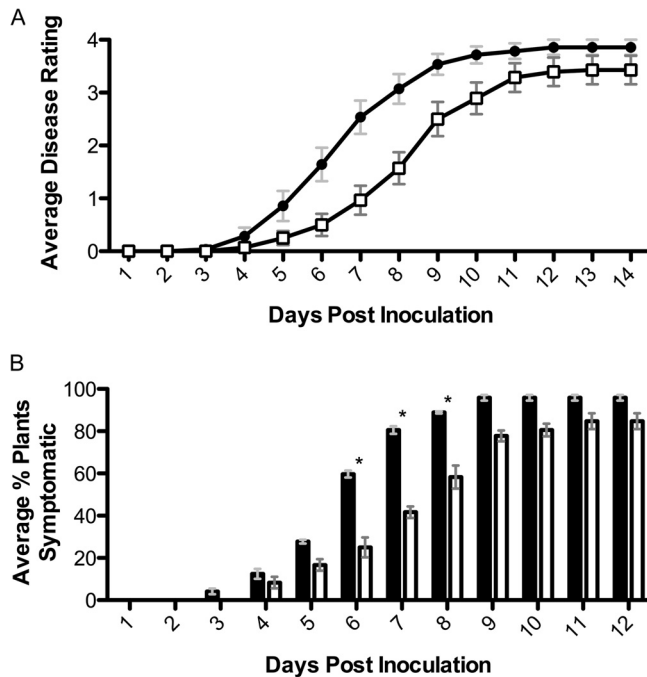 A
Average Disease Rating
4
3
2
1
0
1 2 3 4 5 6 7 8 9 10 11 12 13 14
Days Post Inoculation
B
Average % Plants
Symptomatic
100
80
60
40
20
0
* * *
1 2 3 4 5 6 7 8 9 10 11 12
Days Post Inoculation